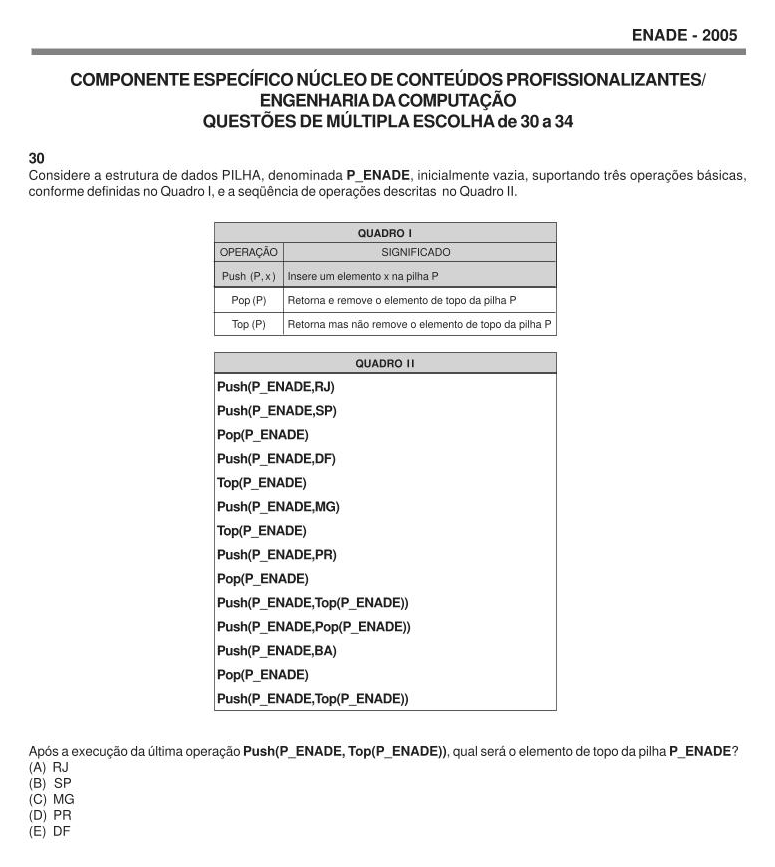 ENADE - 2005
COMPONENTE ESPECÍFICO NÚCLEO DE CONTEÚDOS PROFISSIONALIZANTES/
ENGENHARIA DA COMPUTAÇÃO
QUESTÕES DE MÚLTIPLA ESCOLHA de 30 a 34
30
Considere a estrutura de dados PILHA, denominada P_ENADE, inicialmente vazia, suportando três operações básicas,
conforme definidas no Quadro I, e a seqüência de operações descritas no Quadro II.
QUADRO I
OPERAÇÃO SIGNIFICADO
Push (P, x) Insere um elemento x na pilha P
Pop (P) Retorna e remove o elemento de topo da pilha P
Top (P) Retorna mas não remove o elemento de topo da pilha P
QUADRO II
Push(P_ENADE,RJ)
Push(P_ENADE,SP)
Pop(P_ENADE)
Push(P_ENADE,DF)
Top(P_ENADE)
Push(P_ENADE,MG)
Top(P_ENADE)
Push(P_ENADE,PR)
Pop(P_ENADE)
Push(P_ENADE,Top(P_ENADE))
Push(P_ENADE,Pop(P_ENADE))
Push(P_ENADE,BA)
Pop(P_ENADE)
Push(P_ENADE,Top(P_ENADE))
Após a execução da última operação Push(P_ENADE, Top(P_ENADE)), qual será o elemento de topo da pilha P_ENADE?
(A) RJ
(B) SP
(C) MG
(D) PR
(E) DF